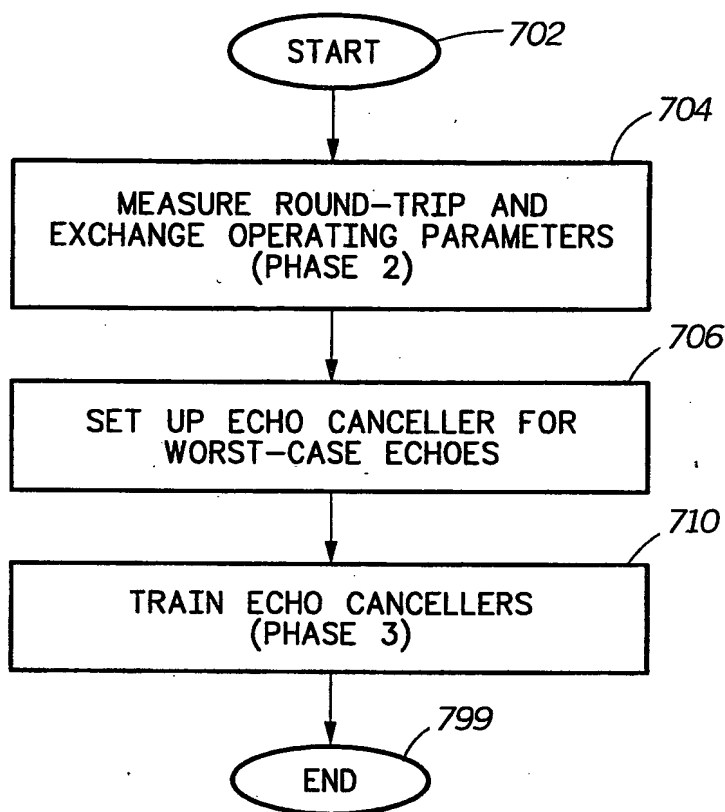 START
702
704
MEASURE ROUND-TRIP AND
EXCHANGE OPERATING PARAMETERS
(PHASE 2)
706
SET UP ECHO CANCELLER FOR
WORST-CASE ECHOES
710
TRAIN ECHO CANCELLERS
(PHASE 3)
799
END